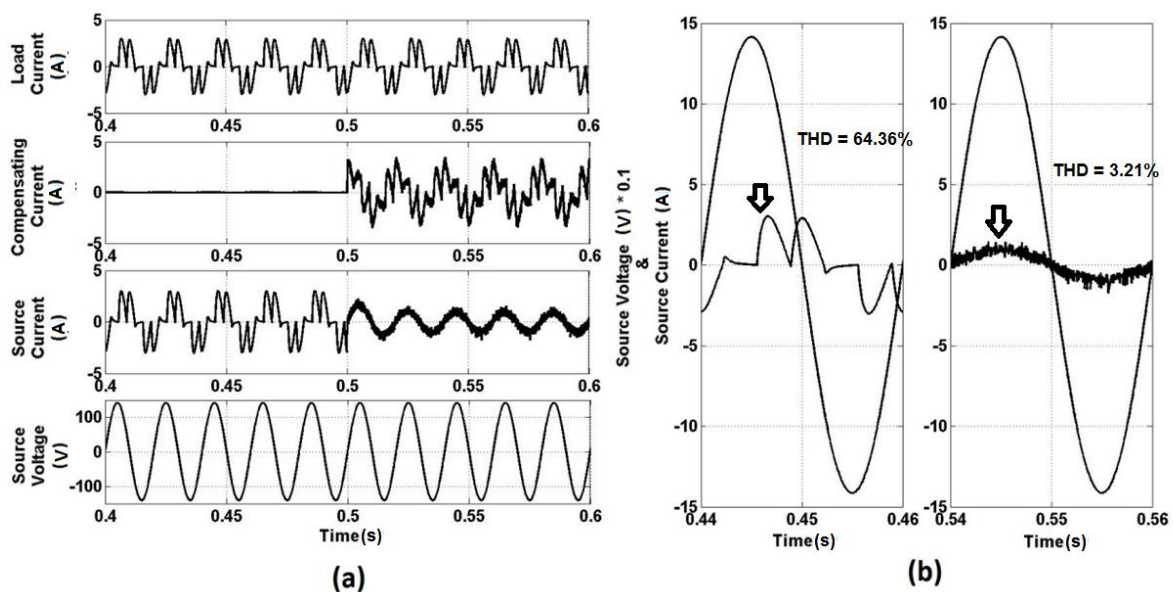 Load
Current
(A)
5
0
-5
0.4
0.45
0.5
0.55
0.6
Compensating
Current
(A)
5
0
-5
0.4
0.45
0.5
0.55
0.6
Source
Current
(A)
5
0
-5
0.4
0.45
0.5
0.55
0.6
Source
Voltage
(V)
100
0
-100
0.4
0.45
0.5
0.55
0.6
Time(s)
(a)
Source Voltage (V) * 0.1
&
Source Current (A)
15
10
5
0
-5
-10
-15
0.44
0.45
0.46
Time(s)
THD = 64.36%
15
10
5
0
-5
-10
-15
0.54
0.55
0.56
Time(s)
THD = 3.21%
(b)